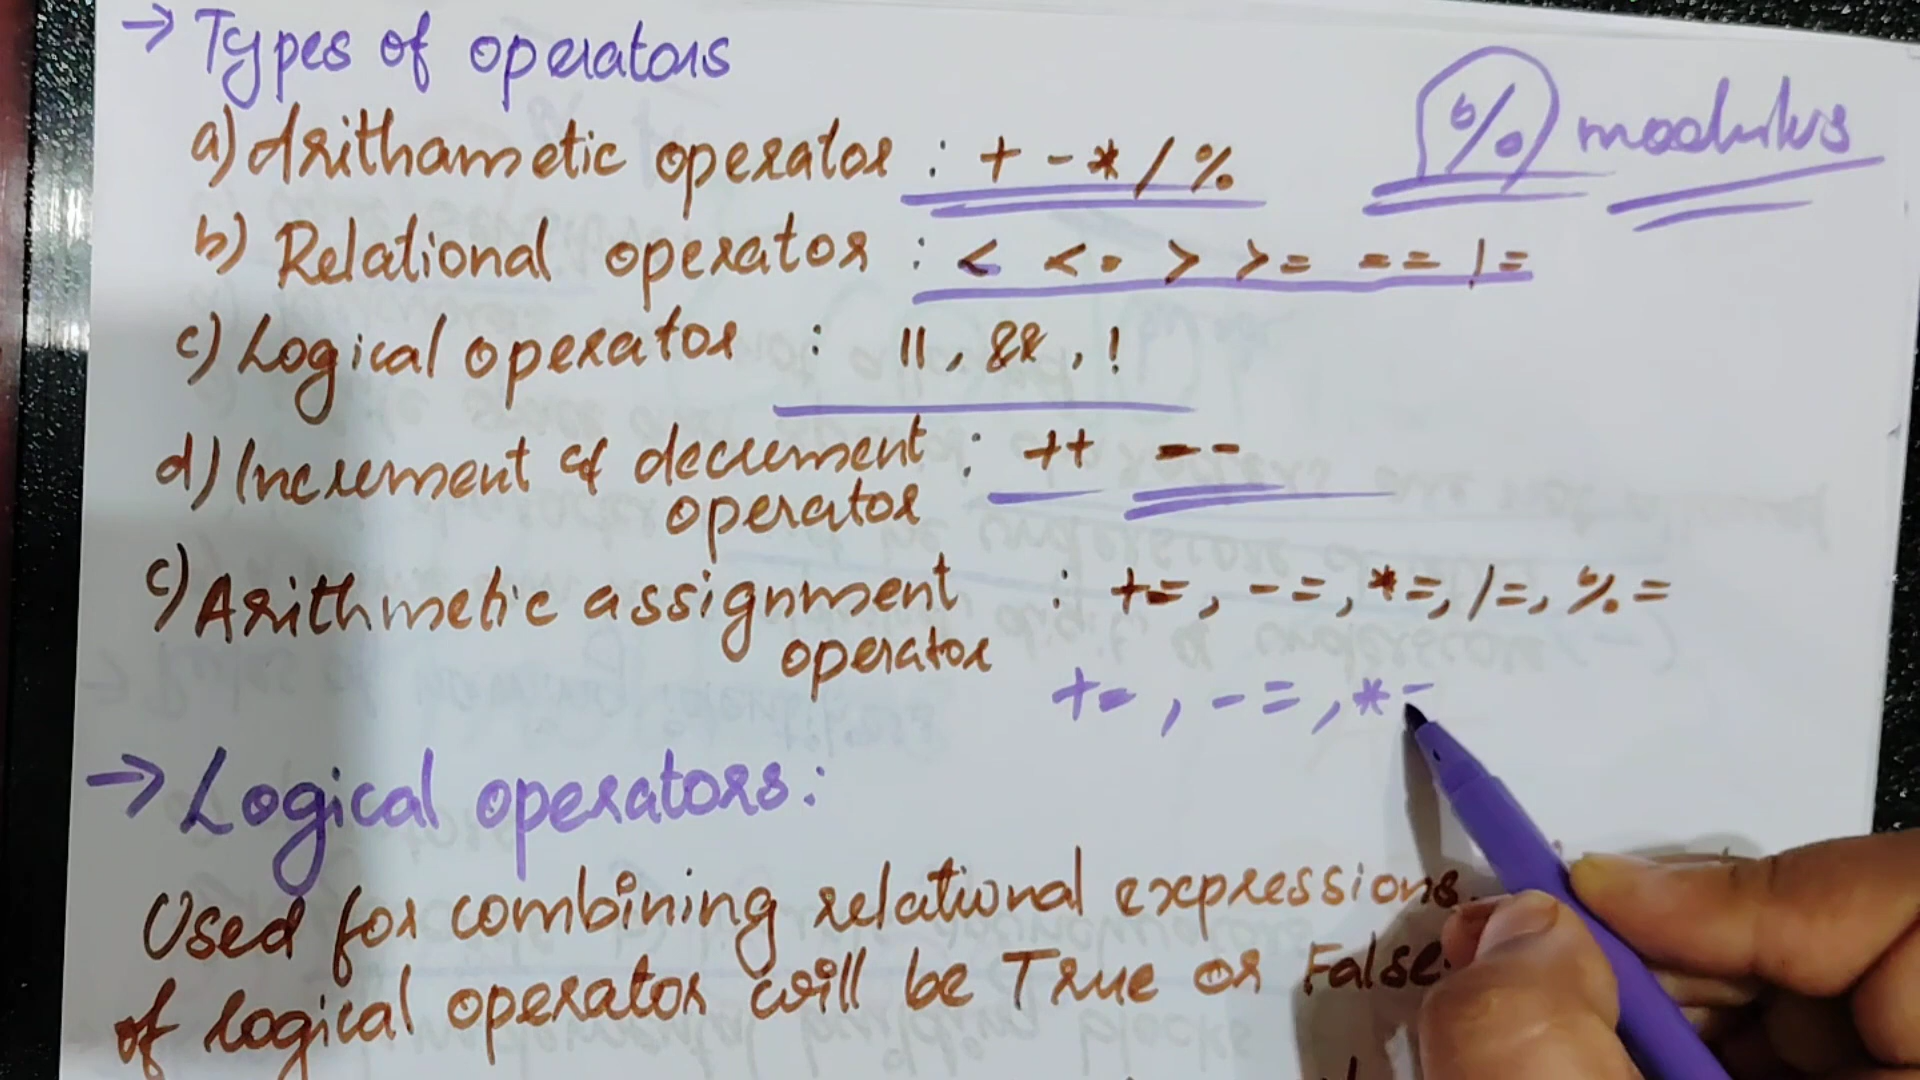 → Types of operators
a) Arithametic operator : + - * / %
% modulus
b) Relational operator : < <= > >= == !=
c) Logical operator : ||, &&, !
d) Increment & decrement : ++ --
operator
c) Arithmetic assignment : +=, -=, *=, /=, %=
operator
+=, -=, *-
→ Logical operators:
Used for combining relational expressions.
of logical operator will be True or False.